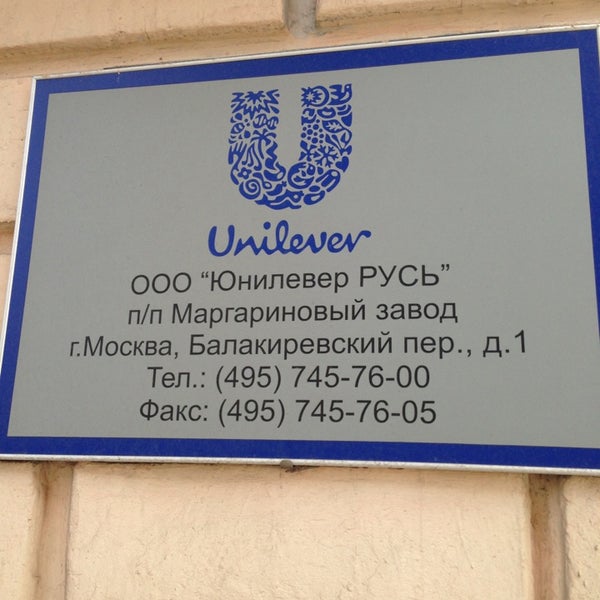 Unilever
ООО “Юнилевер РУСЬ”
п/п Маргариновый завод
г.Москва, Балакиревский пер., д.1
Тел.: (495) 745-76-00
Факс: (495) 745-76-05